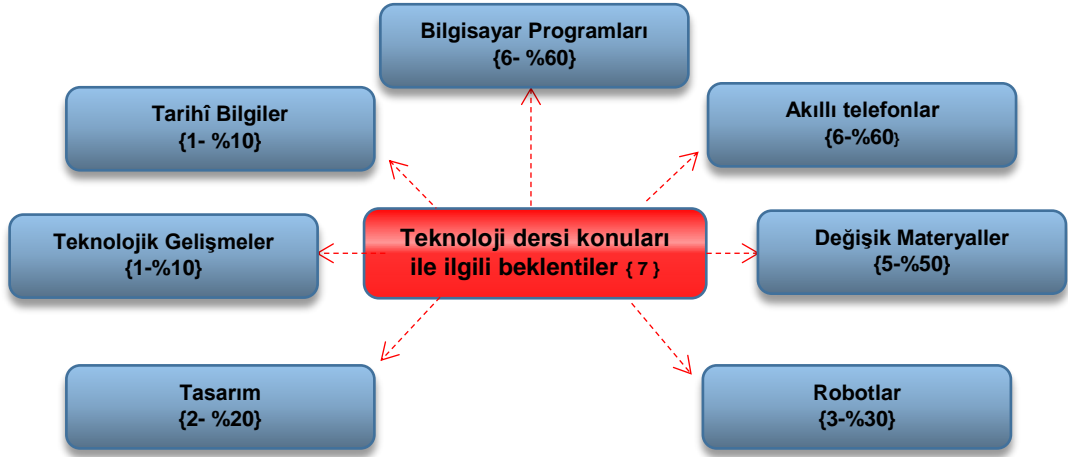 Bilgisayar Programları
{6- %60}
Tarihî Bilgiler
{1- %10}
Akıllı telefonlar
{6-%60}
Teknolojik Gelişmeler
{1-%10}
Teknoloji dersi konuları
ile ilgili beklentiler { 7 }
Değişik Materyaller
{5-%50}
Tasarım
{2- %20}
Robotlar
{3-%30}